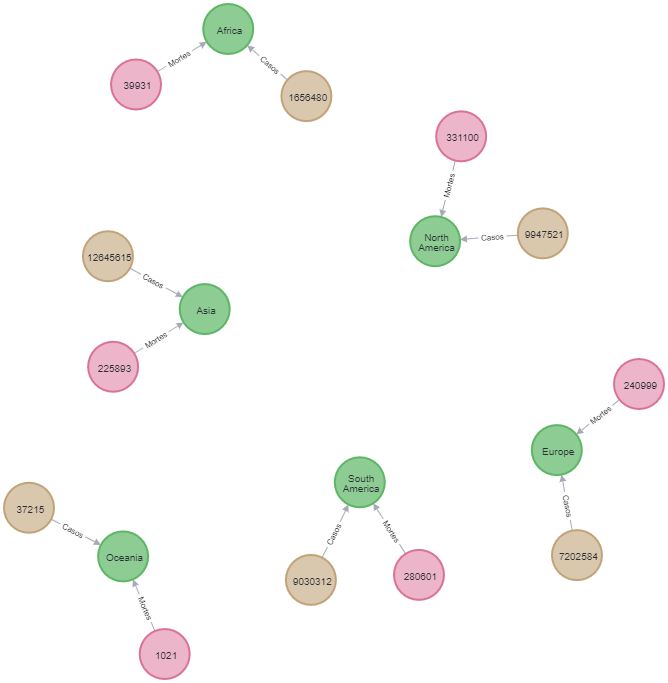 Africa
Mortes
Casos
39931
1656480
331100
Mortes
North
America
Casos
9947521
12645615
Casos
Asia
Mortes
225893
240999
Mortes
Europe
Casos
7202584
South
America
Casos
Mortes
9030312
280601
37215
Casos
Oceania
Mortes
1021